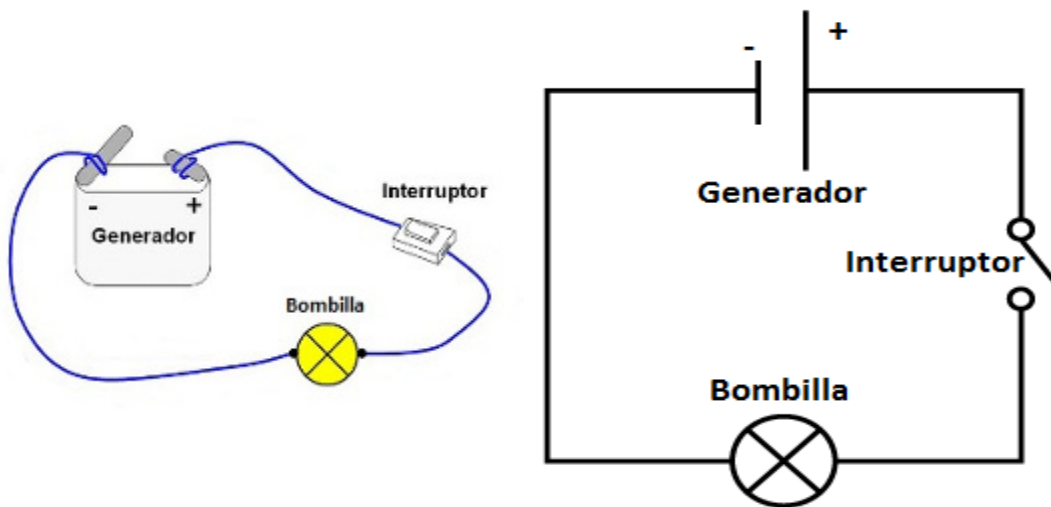 - +
Generador
Interruptor
Bombilla
- +
Generador
Interruptor
Bombilla